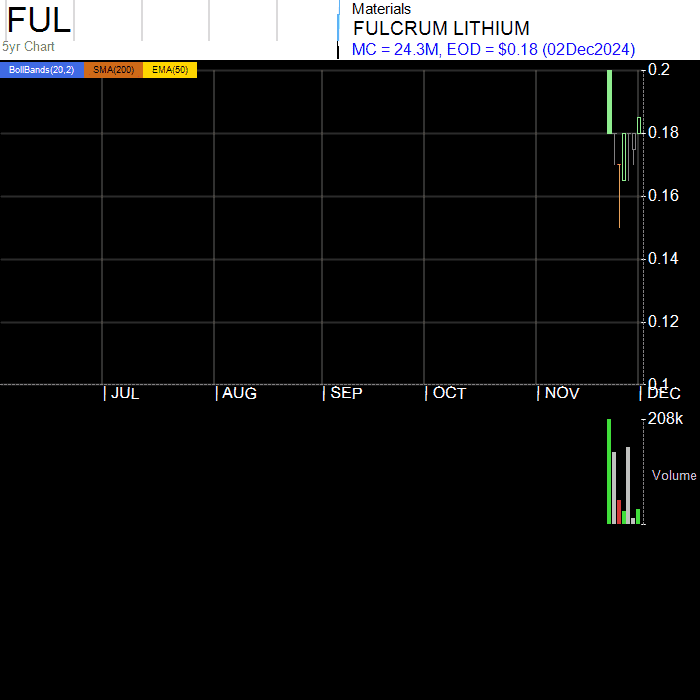 FUL
5yr Chart
Materials
FULCRUM LITHIUM
MC = 24.3M, EOD = $0.18 (02Dec2024)
BollBands(20,2) SMA(200) EMA(50)
0.2
0.18
0.16
0.14
0.12
0.1
JUL AUG SEP OCT NOV DEC
208k
Volume